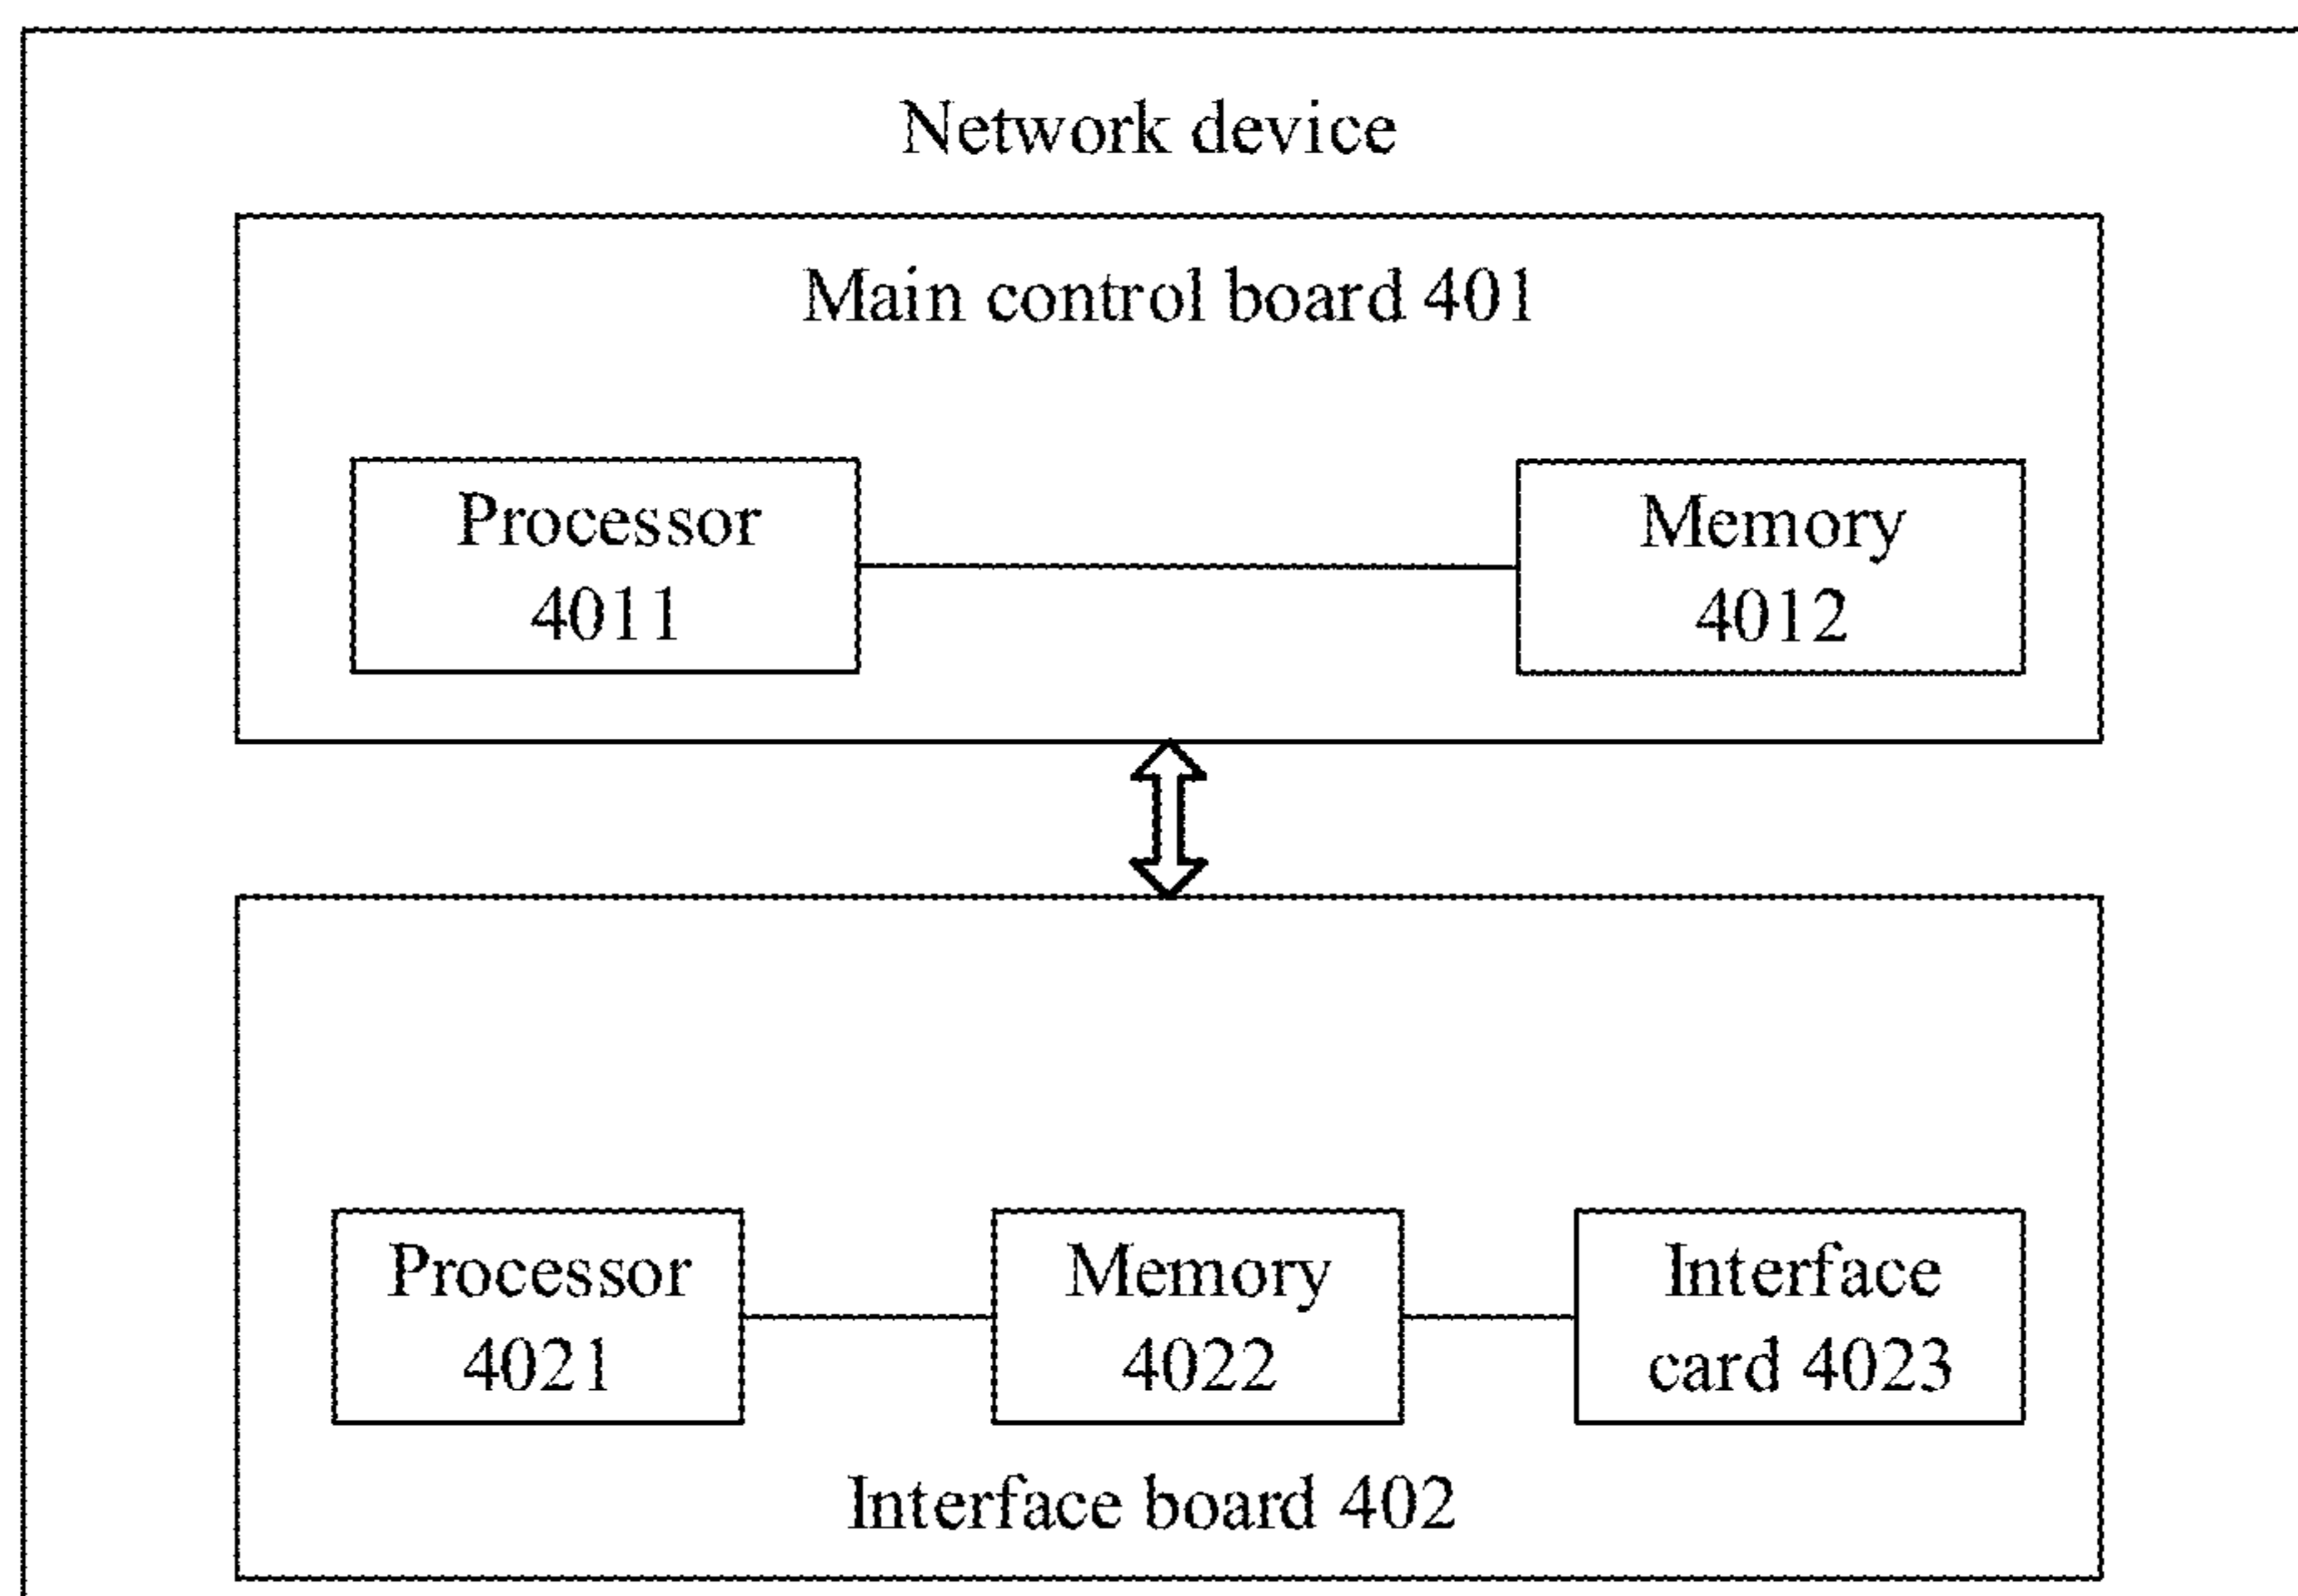 Network device
Main control board 401
Processor
4011
Memory
4012
Processor
4021
Memory
4022
Interface
card 4023
Interface board 402